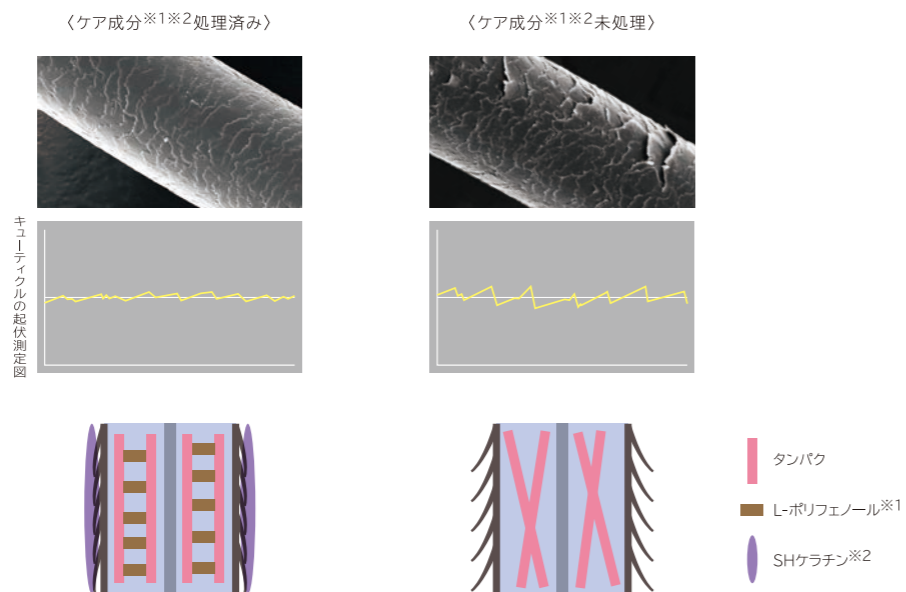 〈ケア成分※1※2処理済み〉
〈ケア成分※1※2未処理〉
キューティクルの起伏測定図
タンパク
L-ポリフェノール※1
SHケラチン※2